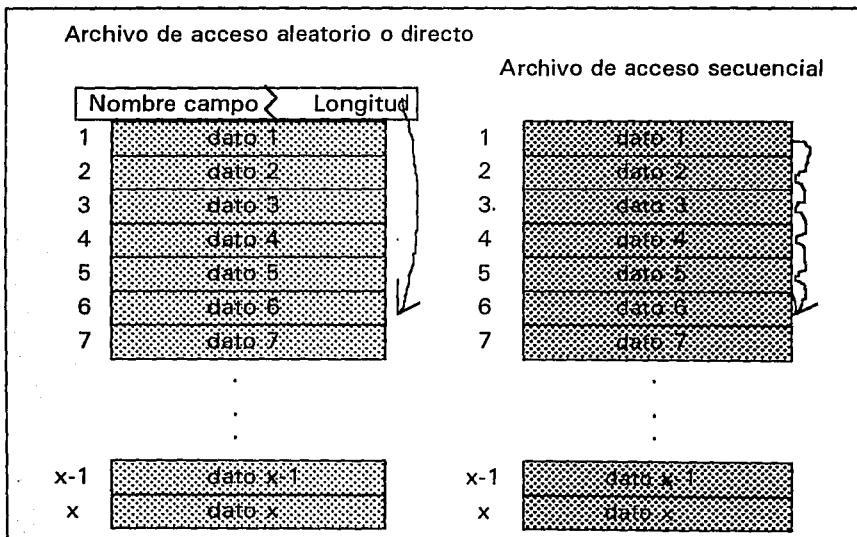 Archivo de acceso aleatorio o directo
Nombre campo Longitud
1 dato 1
2 dato 2
3 dato 3
4 dato 4
5 dato 5
6 dato 6
7 dato 7
.
.
.
x-1 dato x-1
x dato x
Archivo de acceso secuencial
1 dato 1
2 dato 2
3. dato 3
4 dato 4
5 dato 5
6 dato 6
7 dato 7
.
.
.
x-1 dato x-1
x dato x